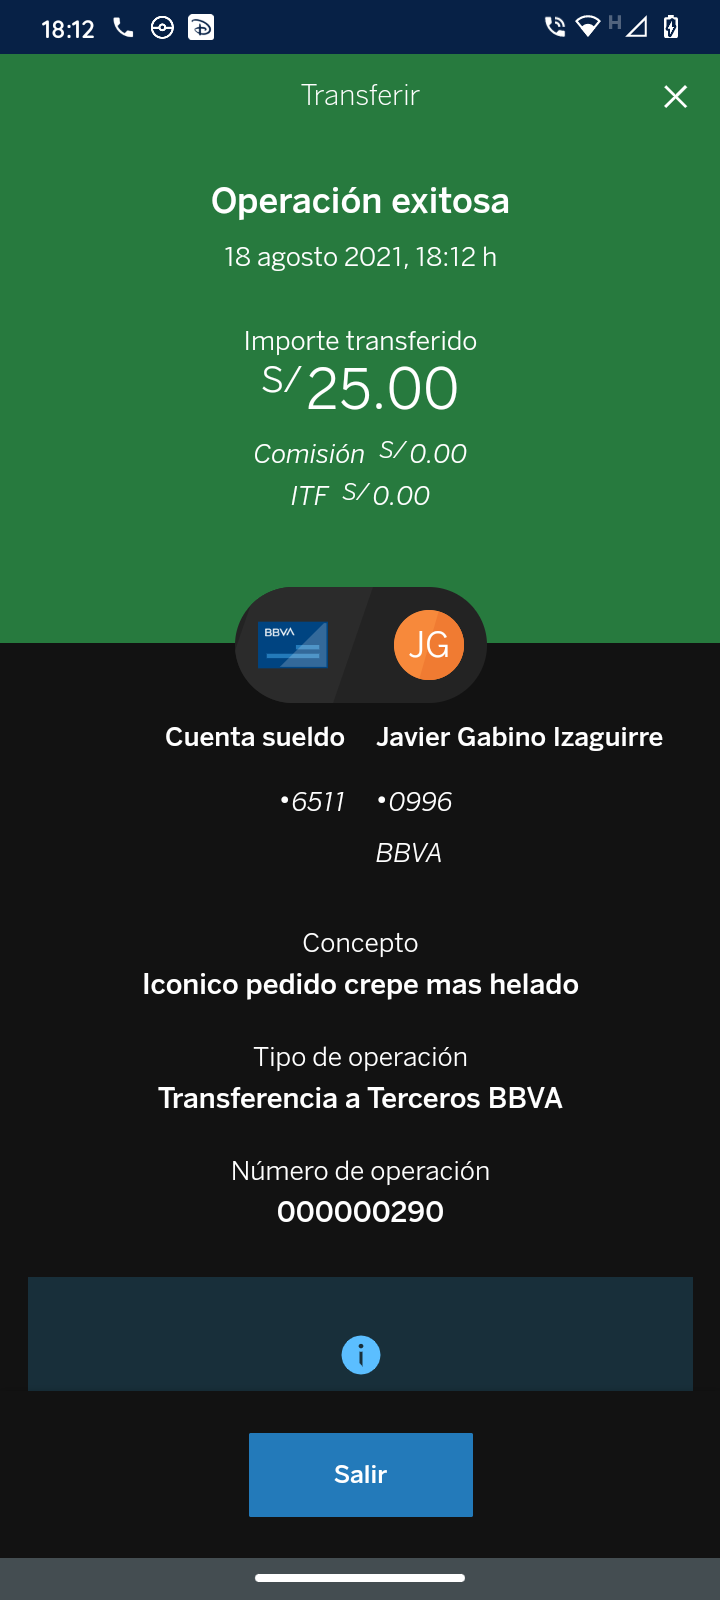 18:12
H
Transferir
Operación exitosa
18 agosto 2021, 18:12 h
Importe transferido
S/25.00
Comisión S/0.00
ITF S/0.00
BBVA
JG
Cuenta sueldo Javier Gabino Izaguirre
•6511 •0996
BBVA
Concepto
Iconico pedido crepe mas helado
Tipo de operación
Transferencia a Terceros BBVA
Número de operación
000000290
i
Salir